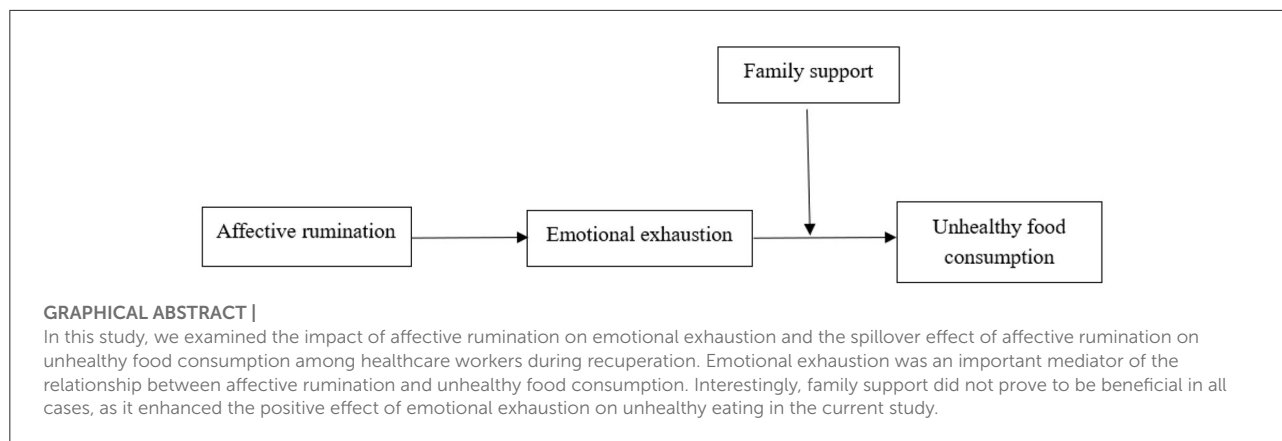 Family support
Affective rumination
Emotional exhaustion
Unhealthy food
consumption
GRAPHICAL ABSTRACT |
In this study, we examined the impact of affective rumination on emotional exhaustion and the spillover effect of affective rumination on
unhealthy food consumption among healthcare workers during recuperation. Emotional exhaustion was an important mediator of the
relationship between affective rumination and unhealthy food consumption. Interestingly, family support did not prove to be beneficial in all
cases, as it enhanced the positive effect of emotional exhaustion on unhealthy eating in the current study.